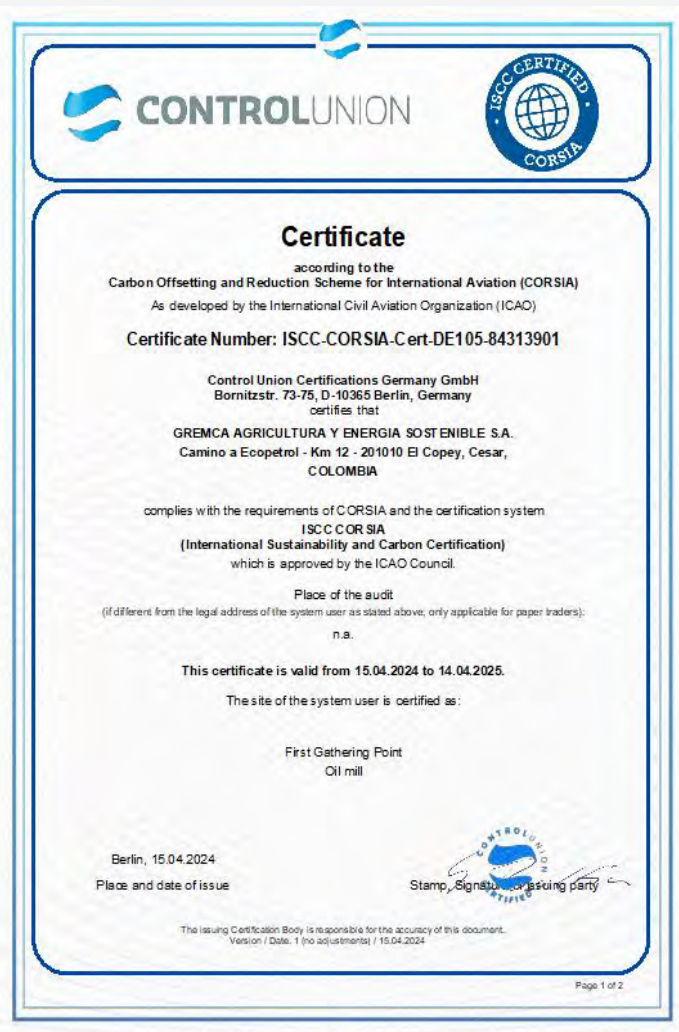 CONTROLUNION
ISCC CERTIFIED
CORSIA
Certificate
according to the
Carbon Offsetting and Reduction Scheme for International Aviation (CORSIA)
As developed by the International Civil Aviation Organization (ICAO)
Certificate Number: ISCC-CORSIA-Cert-DE105-84313901
Control Union Certifications Germany GmbH
Bornitzstr. 73-75, D-10365 Berlin, Germany
certifies that
GREMCA AGRICULTURA Y ENERGIA SOSTENIBLE S.A.
Camino a Ecopetrol - Km 12 - 201010 El Copey, Cesar,
COLOMBIA
complies with the requirements of CORSIA and the certification system
ISCC CORSIA
(International Sustainability and Carbon Certification)
which is approved by the ICAO Council.
Place of the audit
(if different from the legal address of the system user as stated above; only applicable for paper traders):
n.a.
This certificate is valid from 15.04.2024 to 14.04.2025.
The site of the system user is certified as:
First Gathering Point
Oil mill
Berlin, 15.04.2024
Place and date of issue
CONTROLUNION
CERTIFIED
Stamp, Signature of issuing party
The Issuing Certification Body is responsible for the accuracy of this document.
Version / Date: 1 (no adjustments) / 15.04.2024
Page 1 of 2